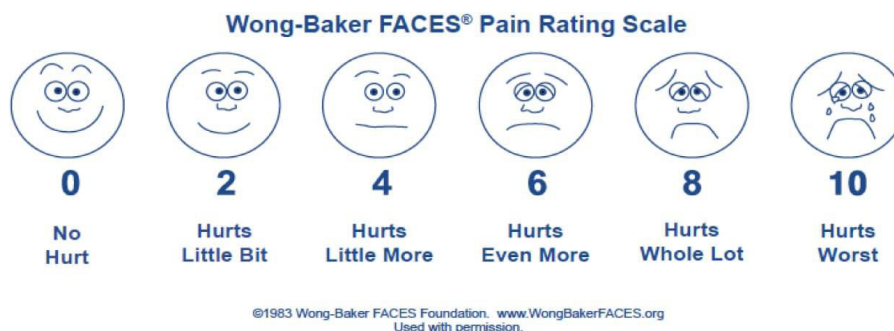 Wong-Baker FACES® Pain Rating Scale
0 2 4 6 8 10
No Hurts Hurts Hurts Hurts Hurts
Hurt Little Bit Little More Even More Whole Lot Worst
©1983 Wong-Baker FACES Foundation. www.WongBakerFACES.org
Used with permission.